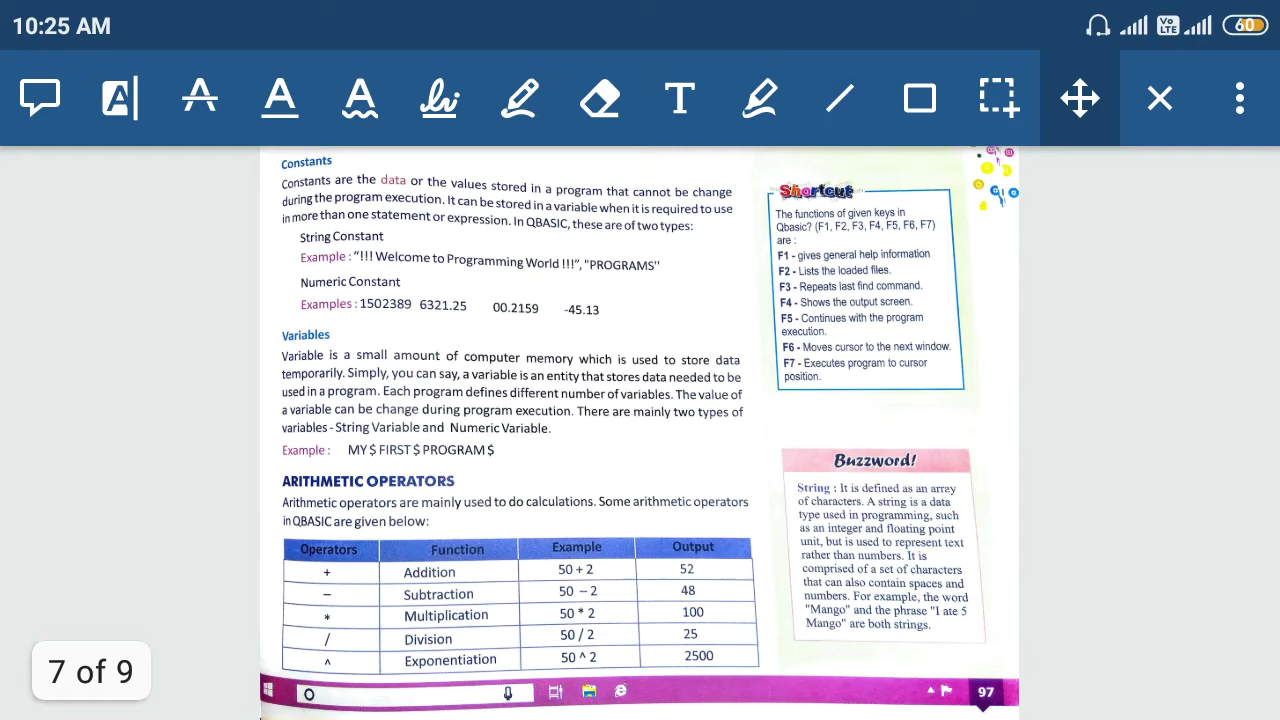 10:25 AM
Vo LTE
60
A
A
A
A
T
Constants
Constants are the data or the values stored in a program that cannot be change
during the program execution. It can be stored in a variable when it is required to use
in more than one statement or expression. In QBASIC, these are of two types:
String Constant
Example : “!!! Welcome to Programming World !!!”, "PROGRAMS"
Numeric Constant
Examples : 1502389 6321.25 00.2159 -45.13
Variables
Variable is a small amount of computer memory which is used to store data
temporarily. Simply, you can say, a variable is an entity that stores data needed to be
used in a program. Each program defines different number of variables. The value of
a variable can be change during program execution. There are mainly two types of
variables - String Variable and Numeric Variable.
Example : MY $ FIRST $ PROGRAM $
ARITHMETIC OPERATORS
Arithmetic operators are mainly used to do calculations. Some arithmetic operators
in QBASIC are given below:
Operators Function Example Output
+ Addition 50 + 2 52
– Subtraction 50 – 2 48
* Multiplication 50 * 2 100
/ Division 50 / 2 25
^ Exponentiation 50 ^ 2 2500
Shortcut
The functions of given keys in
Qbasic? (F1, F2, F3, F4, F5, F6, F7)
are :
F1 - gives general help information
F2 - Lists the loaded files.
F3 - Repeats last find command.
F4 - Shows the output screen.
F5 - Continues with the program
execution.
F6 - Moves cursor to the next window.
F7 - Executes program to cursor
position.
Buzzword!
String : It is defined as an array
of characters. A string is a data
type used in programming, such
as an integer and floating point
unit, but is used to represent text
rather than numbers. It is
comprised of a set of characters
that can also contain spaces and
numbers. For example, the word
"Mango" and the phrase "I ate 5
Mango" are both strings.
7 of 9
97